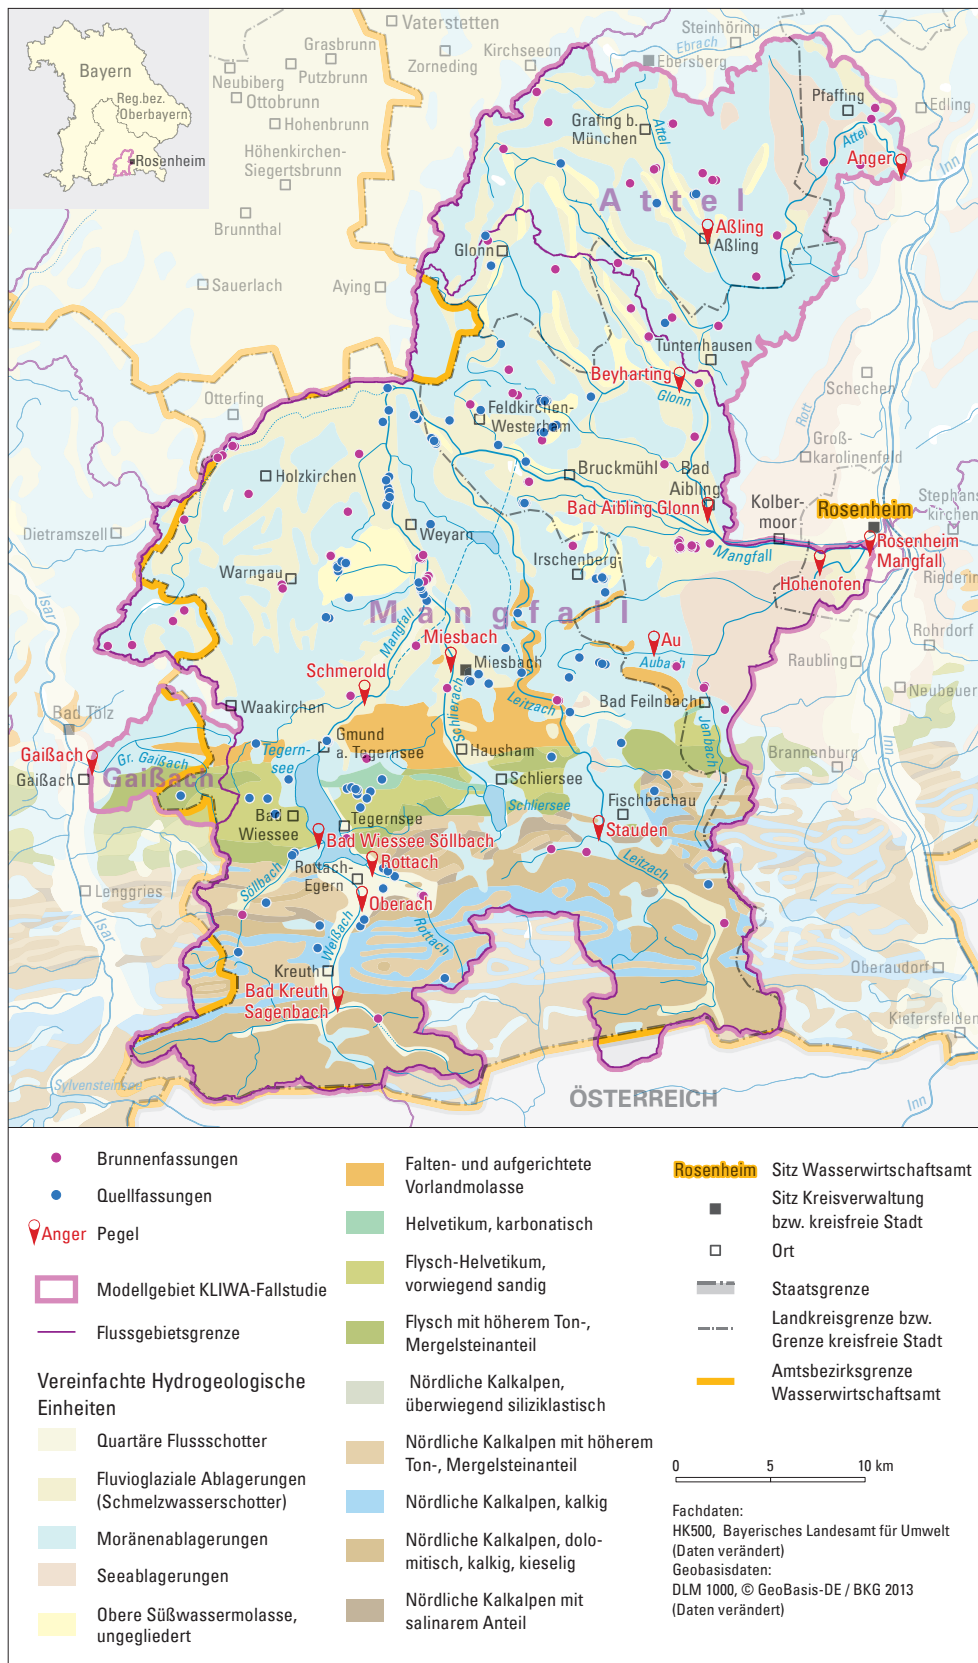 Vaterstetten
Steinhöring
Ebrach
Grasbrunn
Kirchseeon
Zorneding
Ebersberg
Neubiberg
Putzbrunn
Ottobrunn
Bayern
Reg.bez.
Oberbayern
Rosenheim
Hohenbrunn
Höhenkirchen-
Siegertsbrunn
Brunnthal
Sauerlach
Aying
Pfaffing
Edling
Grafing b.
München
Attel
Attel
Anger
Inn
Attel
Aßling
Aßling
Glonn
Tuntenhausen
Beyharting
Glonn
Schechen
Rott
Otterfing
Feldkirchen-
Westerham
Groß-
karolinenfeld
Holzkirchen
Bruckmühl
Bad
Aibling
Kolber-
moor
Bad Aibling Glonn
Stephans-
kirchen
Rosenheim
Dietramszell
Weyarn
Mangfall
Rosenheim
Mangfall
Höhenofen
Irschenberg
Riedering
Warngau
Isar
Mangfall
Mangfall
Rohrdorf
Miesbach
Miesbach
Au
Aubach
Raubling
Schmerold
Schlierach
Leitzach
Neubeuern
Waakirchen
Bad Feilnbach
Jenbach
Bad Tölz
Gaißach
Gr. Gaißach
Gaißach
Gaißach
Tegern-
see
Gmund
a. Tegernsee
Hausham
Brannenburg
Inn
Schliersee
Schliersee
Fischbachau
Bad
Wiessee
Tegernsee
Bad Wiessee Söllbach
Stauden
Rottach
Leitzach
Rottach-
Egern
Söllbach
Lenggries
Isar
Oberach
Weißach
Rottach
Kreuth
Bad Kreuth
Sagenbach
Oberaudorf
Kiefersfelden
Sylvensteinsee
ÖSTERREICH
Inn
Brunnenfassungen
Quellfassungen
Anger Pegel
Modellgebiet KLIWA-Fallstudie
Flussgebietsgrenze
Vereinfachte Hydrogeologische
Einheiten
Quartäre Flussschotter
Fluvioglaziale Ablagerungen
(Schmelzwasserschotter)
Moränenablagerungen
Seeablagerungen
Obere Süßwassermolasse,
ungegliedert
Falten- und aufgerichtete
Vorlandmolasse
Helvetikum, karbonatisch
Flysch-Helvetikum,
vorwiegend sandig
Flysch mit höherem Ton-,
Mergelsteinanteil
Nördliche Kalkalpen,
überwiegend siliziklastisch
Nördliche Kalkalpen mit höherem
Ton-, Mergelsteinanteil
Nördliche Kalkalpen, kalkig
Nördliche Kalkalpen, dolo-
mitisch, kalkig, kieselig
Nördliche Kalkalpen mit
salinarem Anteil
Rosenheim Sitz Wasserwirtschaftsamt
Sitz Kreisverwaltung
bzw. kreisfreie Stadt
Ort
Staatsgrenze
Landkreisgrenze bzw.
Grenze kreisfreie Stadt
Amtsbezirksgrenze
Wasserwirtschaftsamt
0 5 10 km
Fachdaten:
HK500, Bayerisches Landesamt für Umwelt
(Daten verändert)
Geobasisdaten:
DLM 1000, © GeoBasis-DE / BKG 2013
(Daten verändert)